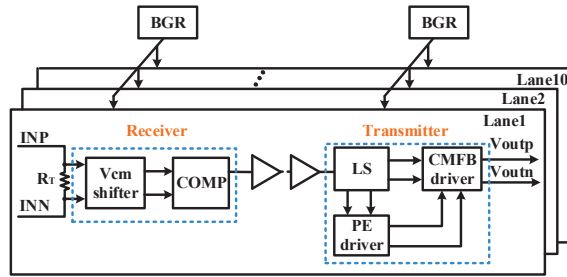 BGR
BGR
Lane10
Lane2
Lane1
Receiver
Transmitter
INP
RT
INN
Vcm
shifter
COMP
LS
CMFB
driver
PE
driver
Voutp
Voutn